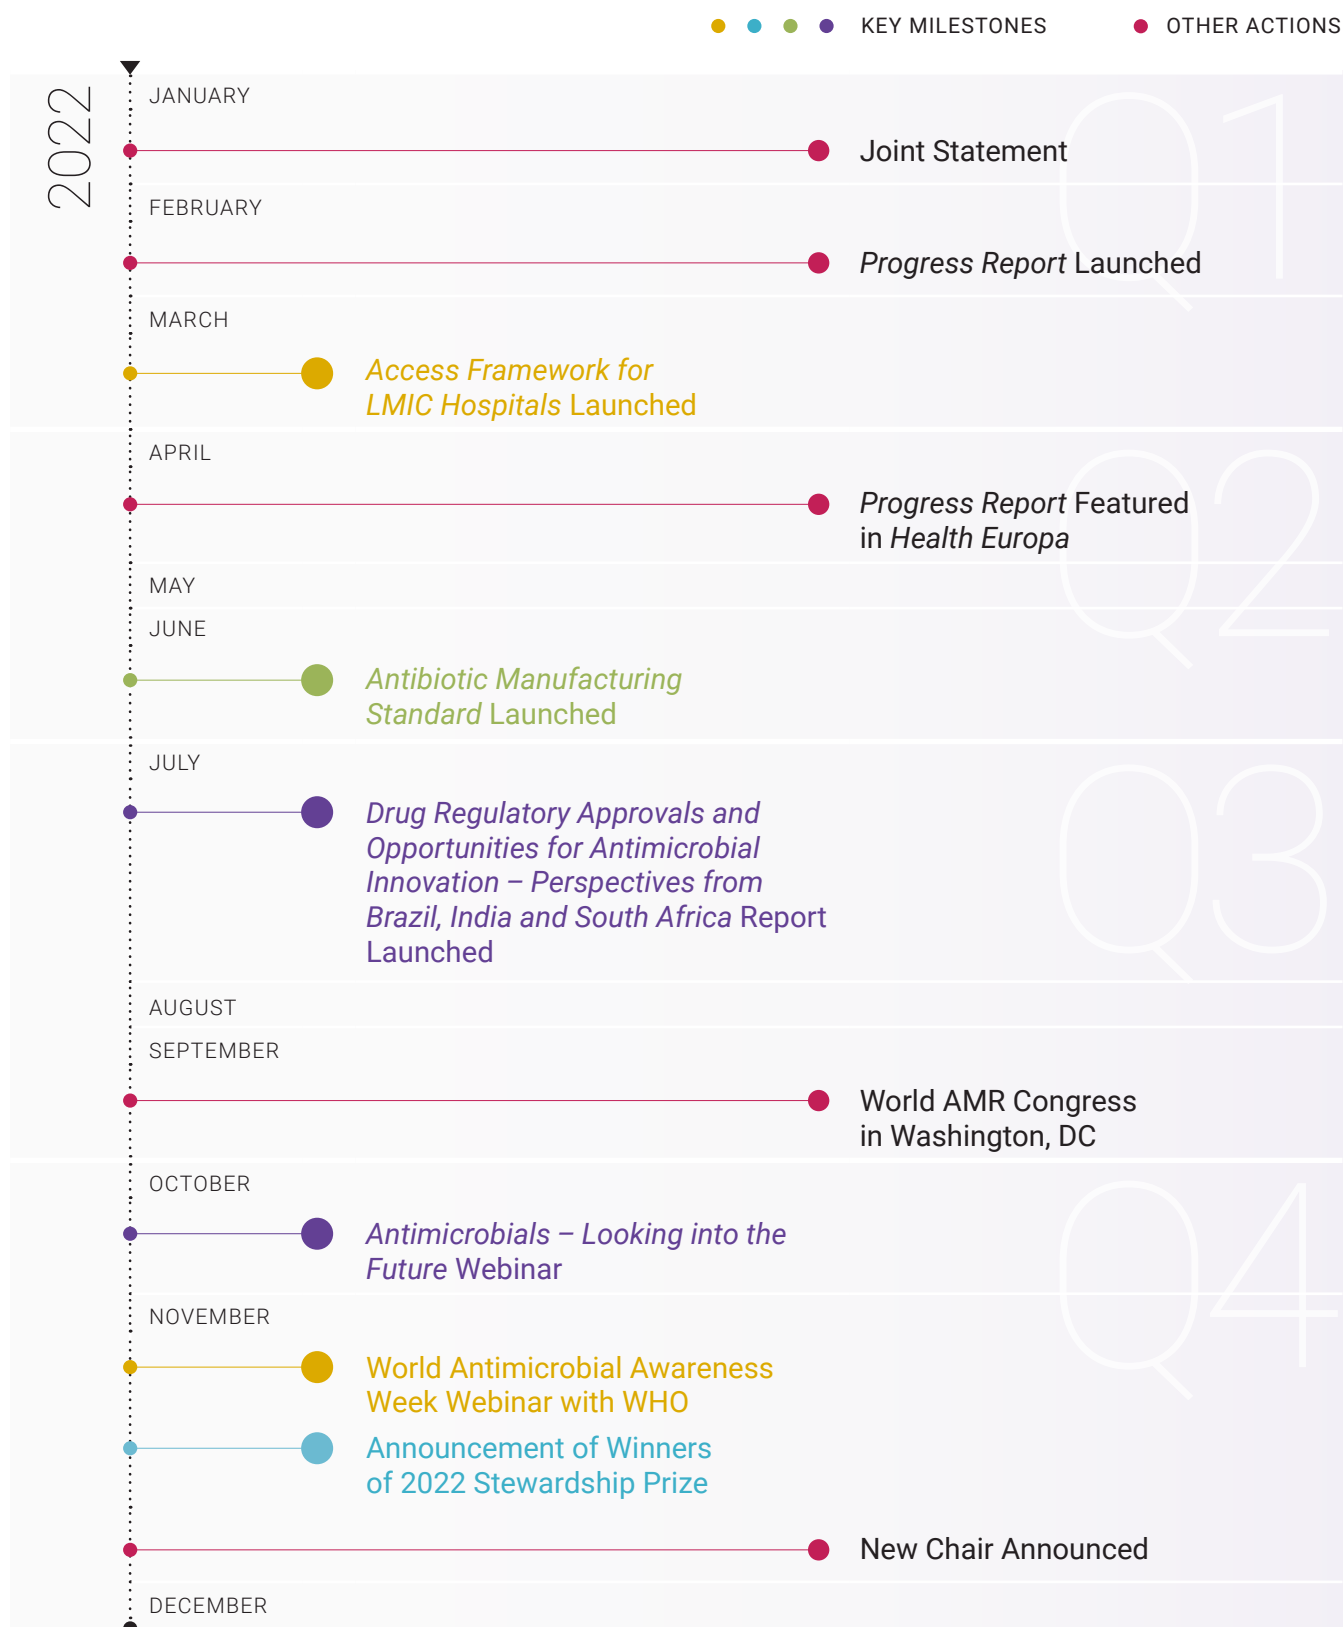 KEY MILESTONES
OTHER ACTIONS
2022
Q1
JANUARY
Joint Statement
FEBRUARY
Progress Report Launched
MARCH
Access Framework for
LMIC Hospitals Launched
Q2
APRIL
Progress Report Featured
in Health Europa
MAY
JUNE
Antibiotic Manufacturing
Standard Launched
Q3
JULY
Drug Regulatory Approvals and
Opportunities for Antimicrobial
Innovation – Perspectives from
Brazil, India and South Africa Report
Launched
AUGUST
SEPTEMBER
World AMR Congress
in Washington, DC
Q4
OCTOBER
Antimicrobials – Looking into the
Future Webinar
NOVEMBER
World Antimicrobial Awareness
Week Webinar with WHO
Announcement of Winners
of 2022 Stewardship Prize
New Chair Announced
DECEMBER